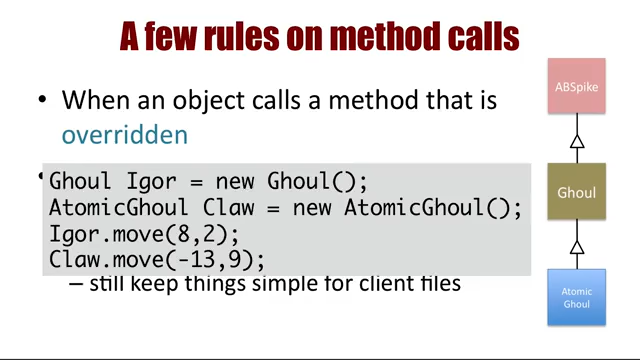 A few rules on method calls
• When an object calls a method that is
overridden
•
Ghoul Igor = new Ghoul();
AtomicGhoul Claw = new AtomicGhoul();
Igor.move(8,2);
Claw.move(-13,9);
– still keep things simple for client files
ABSpike
Ghoul
Atomic
Ghoul